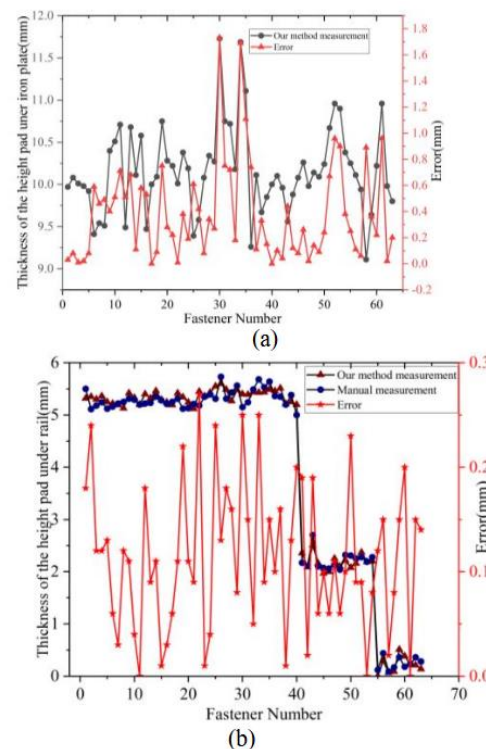 12.0
11.5
11.0
10.5
10.0
9.5
9.0
Thickness of the height pad uner iron plate(mm)
Our method measurement
Error
1.8
1.6
1.4
1.2
1.0
0.8
0.6
0.4
0.2
0.0
-0.2
Error(mm)
0 10 20 30 40 50 60
Fastener Number
(a)
6
5
4
3
2
1
0
Thickness of the height pad under rail(mm)
Our method measurement
Manual measurement
Error
0.3
0.2
0.1
0.0
Error(mm)
0 10 20 30 40 50 60 70
Fastener Number
(b)